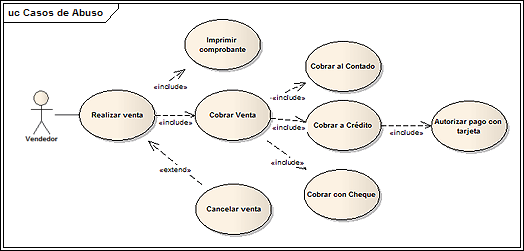 uc Casos de Abuso
Imprimir
comprobante
Cobrar al Contado
«include»
«include»
Vendedor
Realizar venta
«include»
Cobrar Venta
«include»
Cobrar a Crédito
«include»
Autorizar pago con
tarjeta
«include»
«extend»
Cobrar con Cheque
Cancelar venta